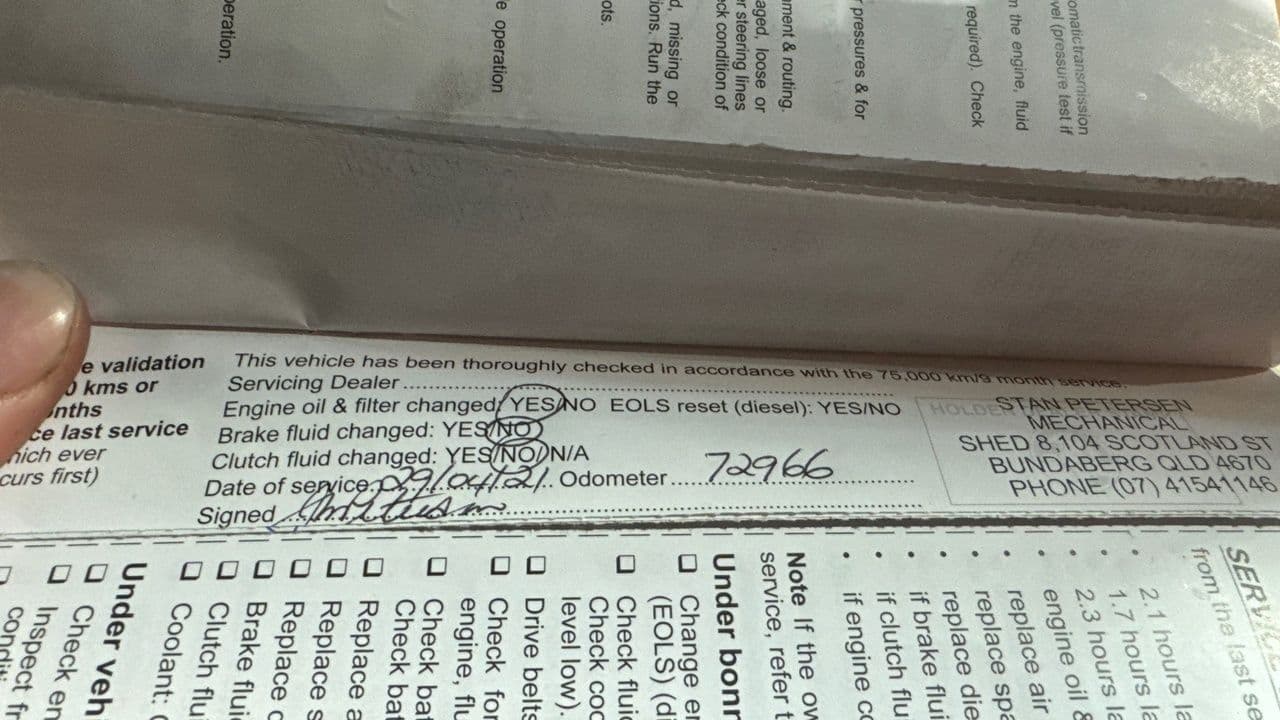 omatic transmission
vel (pressure test if
m the engine, fluid
required). Check
r pressures & for
ment & routing.
aged, loose or
er steering lines
ck condition of
d, missing or
ions. Run the
ots.
e operation
peration.
e validation
0 kms or
onths
ce last service
hich ever
curs first)
This vehicle has been thoroughly checked in accordance with the 75,000 km/9 month service.
Servicing Dealer
Engine oil & filter changed: YES/NO EOLS reset (diesel): YES/NO
Brake fluid changed: YES/NO
Clutch fluid changed: YES/NO/N/A
Date of service 29/04/21 Odometer 72966
Signed
HOLDE
STAN PETERSEN
MECHANICAL
SHED 8,104 SCOTLAND ST
BUNDABERG QLD 4670
PHONE (07) 41541146
from the last se
• 2.1 hours la
• 1.7 hours la
• 2.3 hours la
engine oil &
• replace air
• replace spa
• replace die
• if brake flui
• if clutch flu
• if engine co
Note If the ow
service, refer t
Under bonn
☐ Change en
(EOLS) (di
☐ Check fluid
Check coo
level low).
☐ Drive belts
☐ Check for
engine, flu
☐ Check bat
Check bat
☐ Replace a
☐ Replace s
☐ Replace c
☐ Brake flui
☐ Clutch flu
☐ Coolant: (
Under veh
☐ Check en
☐ Inspect fr